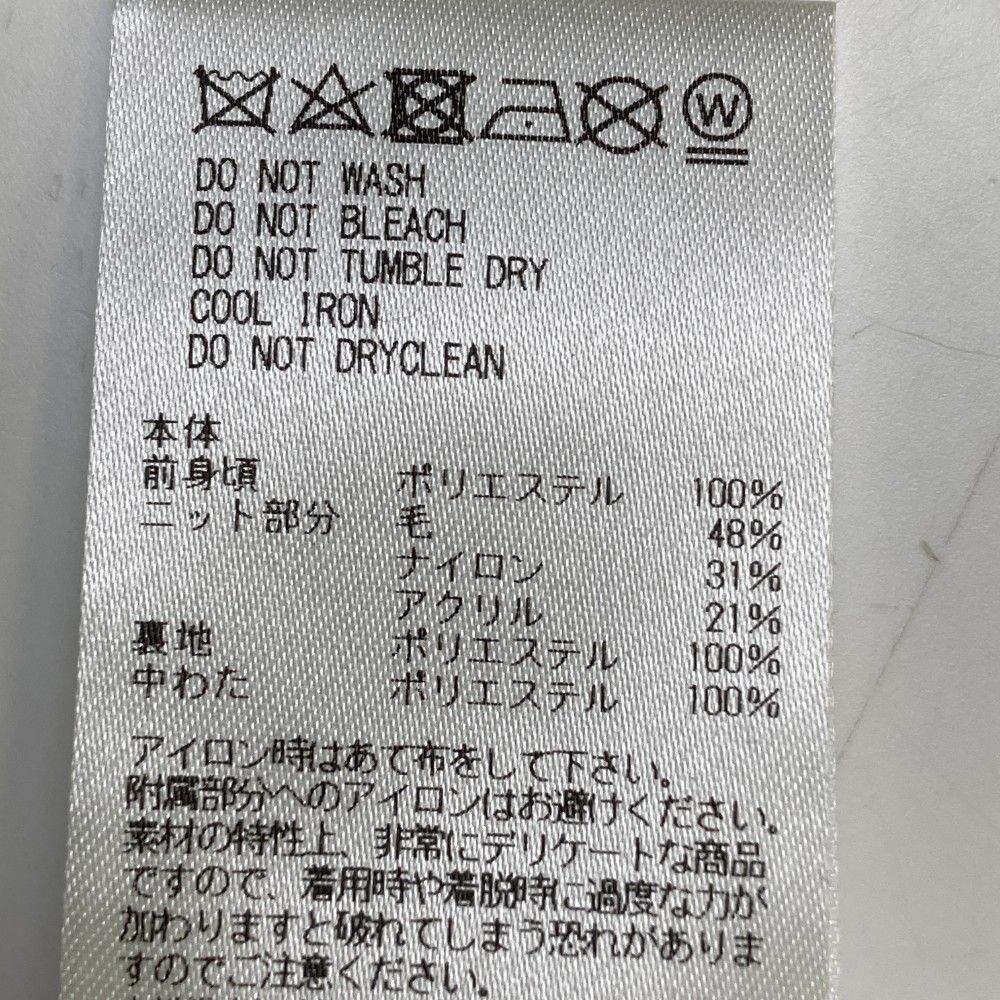 W
DO NOT WASH
DO NOT BLEACH
DO NOT TUMBLE DRY
COOL IRON
DO NOT DRYCLEAN
本体
前身頃 ポリエステル 100%
ニット部分 毛 48%
ナイロン 31%
アクリル 21%
裏地 ポリエステル 100%
中わた ポリエステル 100%
アイロン時はあて布をして下さい。
附属部分へのアイロンはお避けください。
素材の特性上、非常にデリケートな商品
ですので、着用時や着脱時に過度な力が
加わりますと破れてしまう恐れがありま
すのでご注意ください。